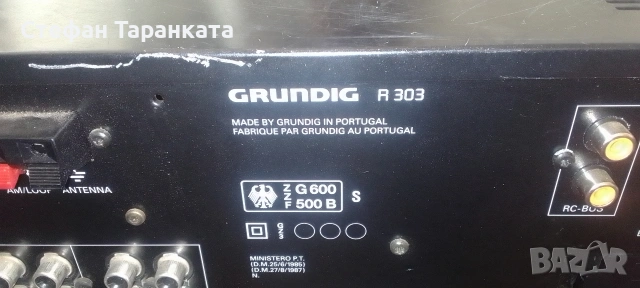 Стефан Таранката
GRUNDIG R 303
MADE BY GRUNDIG IN PORTUGAL
FABRIQUE PAR GRUNDIG AU PORTUGAL
AM/LOOP ANTENNA
Z Z G 600
Z F 500 B
S
RC-BUS
MINISTERO P.T.
(D.M.25/6/1985)
(D.M.27/8/1987)
N.
BAZAR